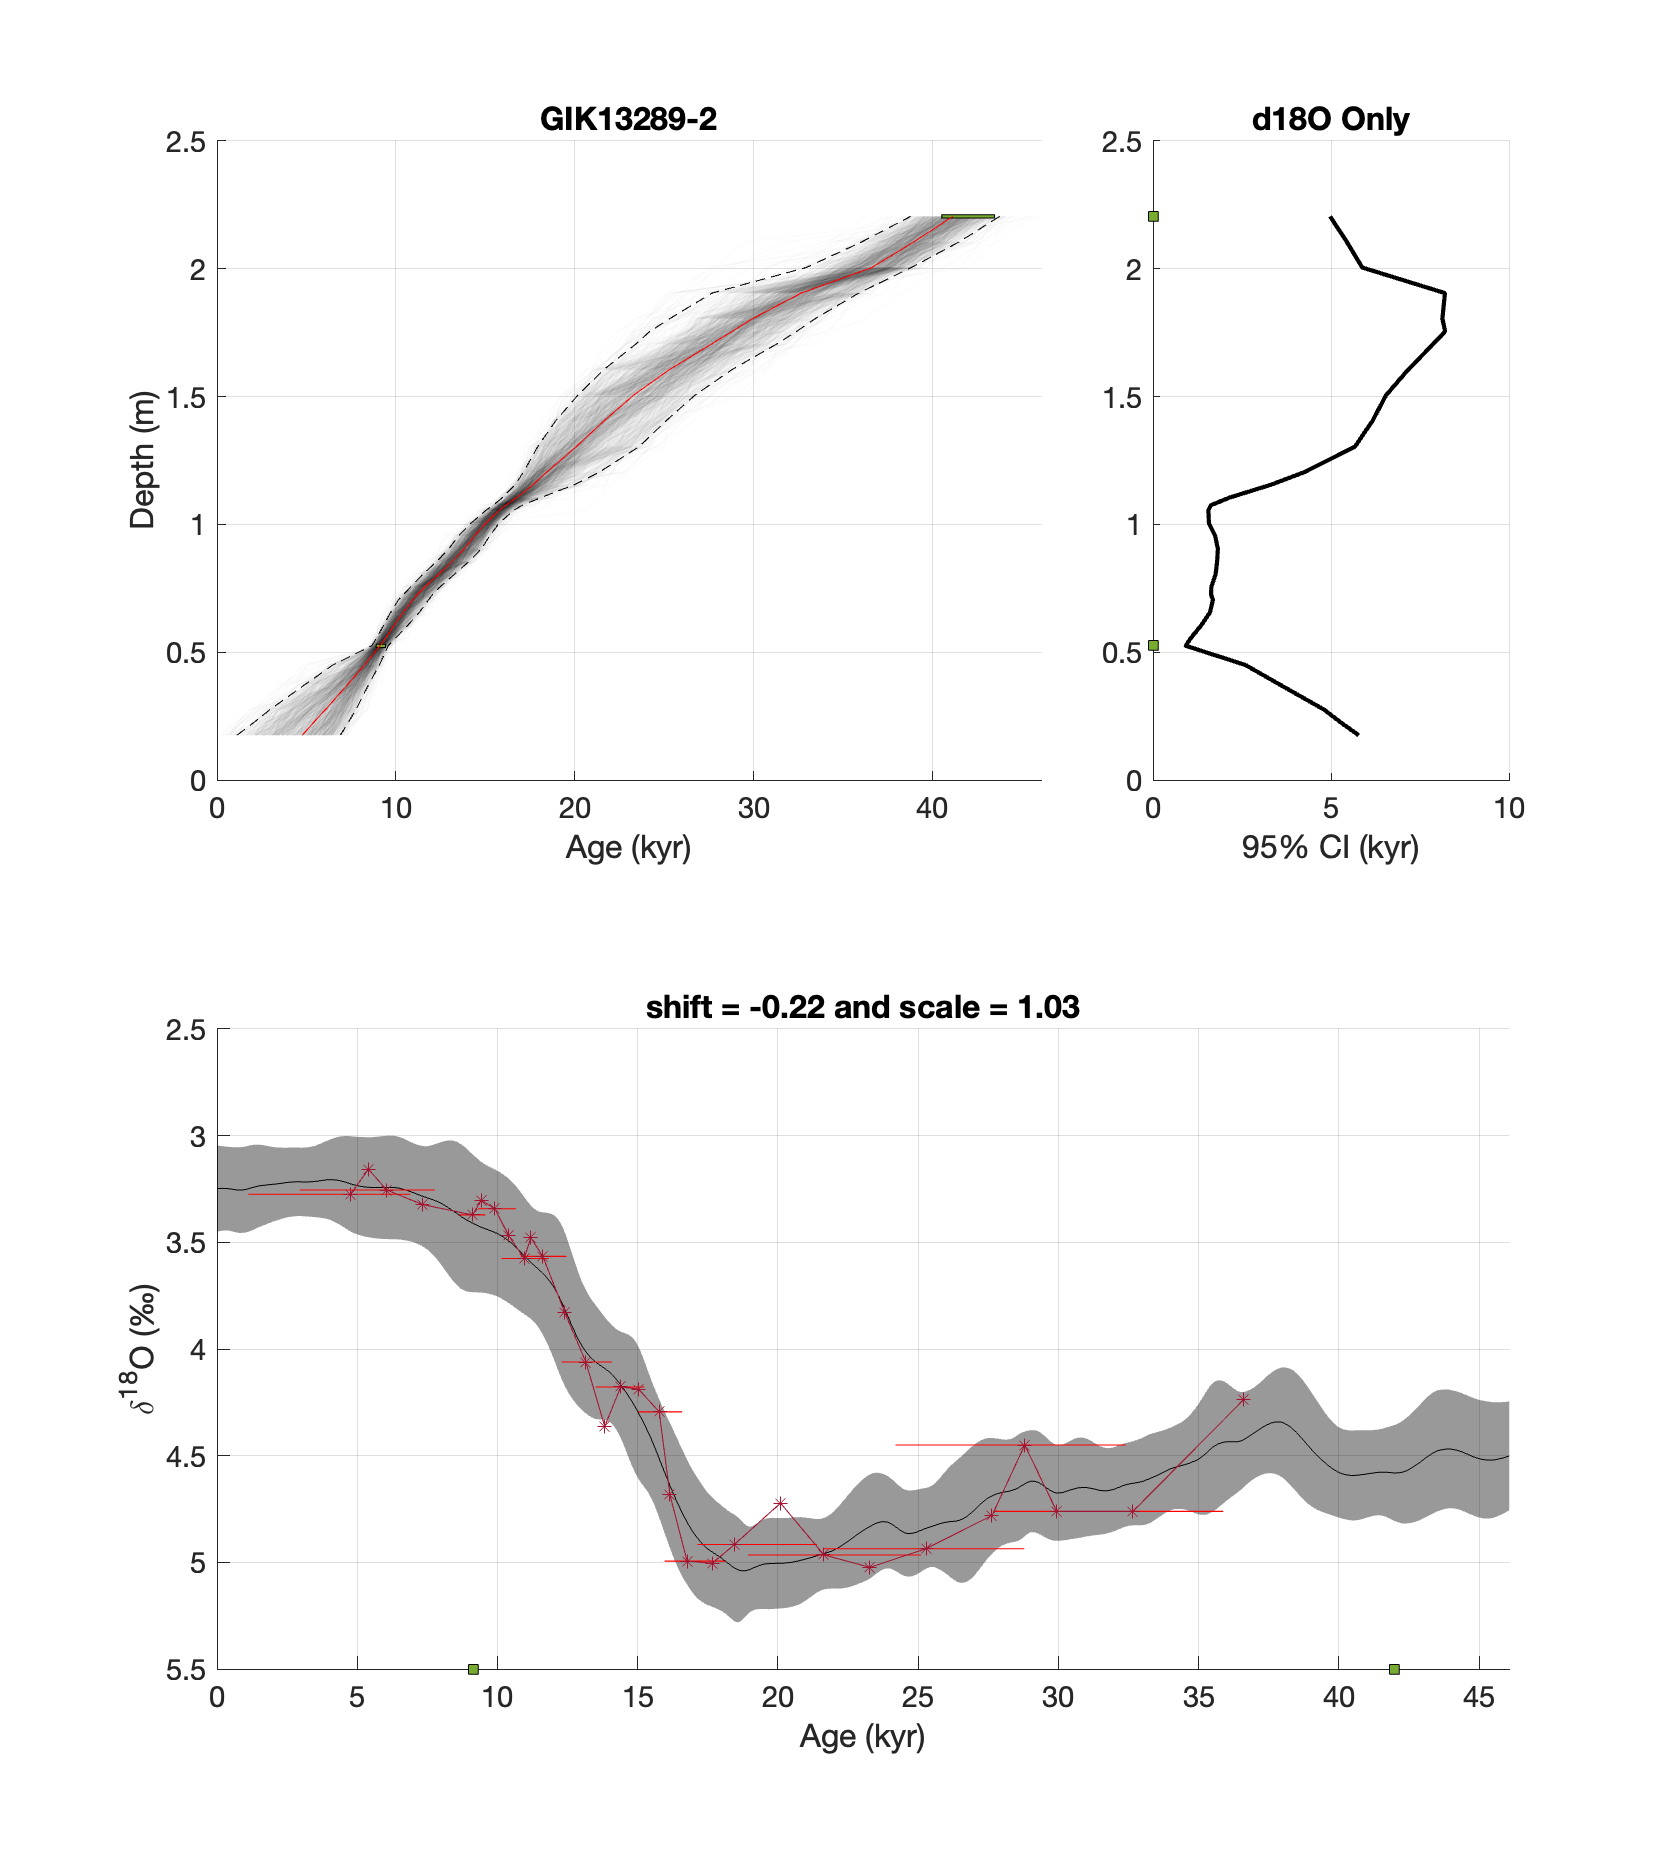 GIK13289-2
2.5
2
1.5
1
0.5
0
Depth (m)
0 10 20 30 40
Age (kyr)
d18O Only
2.5
2
1.5
1
0.5
0
0 5 10
95% CI (kyr)
shift = -0.22 and scale = 1.03
2.5
3
3.5
4
4.5
5
5.5
δ18O (‰)
0 5 10 15 20 25 30 35 40 45
Age (kyr)